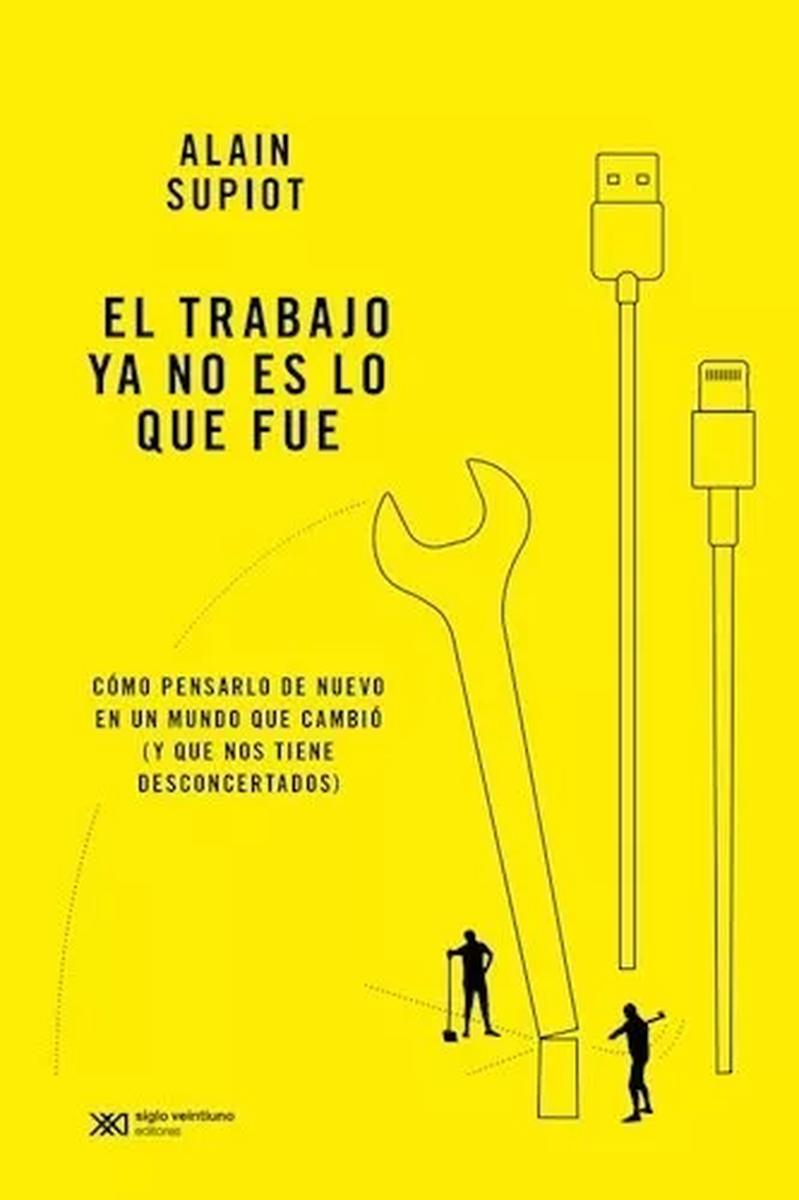 ALAIN
SUPIOT
EL TRABAJO
YA NO ES LO
QUE FUE
CÓMO PENSARLO DE NUEVO
EN UN MUNDO QUE CAMBIÓ
(Y QUE NOS TIENE
DESCONCERTADOS)
siglo veintiuno
editores